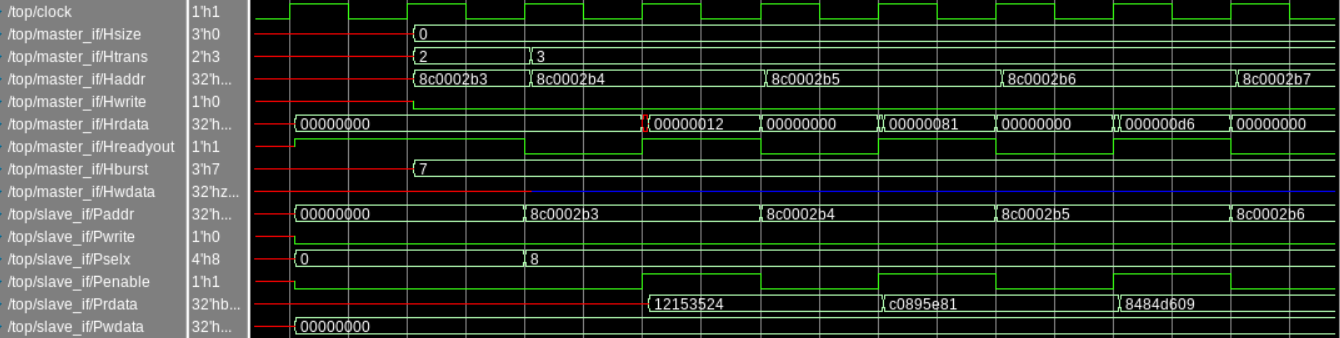 /top/clock 1'h1
/top/master_if/Hsize 3'h0 0
/top/master_if/Htrans 2'h3 2 3
/top/master_if/Haddr 32'h... 8c0002b3 8c0002b4 8c0002b5 8c0002b6 8c0002b7
/top/master_if/Hwrite 1'h0
/top/master_if/Hrdata 32'h... 00000000 00000012 00000000 00000081 00000000 000000d6 00000000
/top/master_if/Hreadyout 1'h1
/top/master_if/Hburst 3'h7 7
/top/master_if/Hwdata 32'hz...
/top/slave_if/Paddr 32'h... 00000000 8c0002b3 8c0002b4 8c0002b5 8c0002b6
/top/slave_if/Pwrite 1'h0
/top/slave_if/Pselx 4'h8 0 8
/top/slave_if/Penable 1'h1
/top/slave_if/Prdata 32'hb... 12153524 c0895e81 8484d609
/top/slave_if/Pwdata 32'h... 00000000